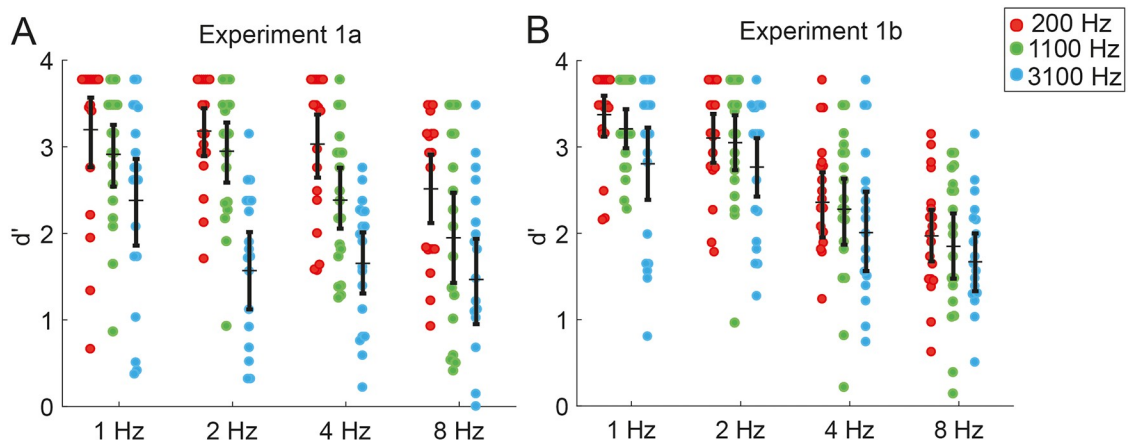 A
Experiment 1a
4
3
2
1
0
d'
1 Hz
2 Hz
4 Hz
8 Hz
B
Experiment 1b
4
3
2
1
0
d'
1 Hz
2 Hz
4 Hz
8 Hz
200 Hz
1100 Hz
3100 Hz